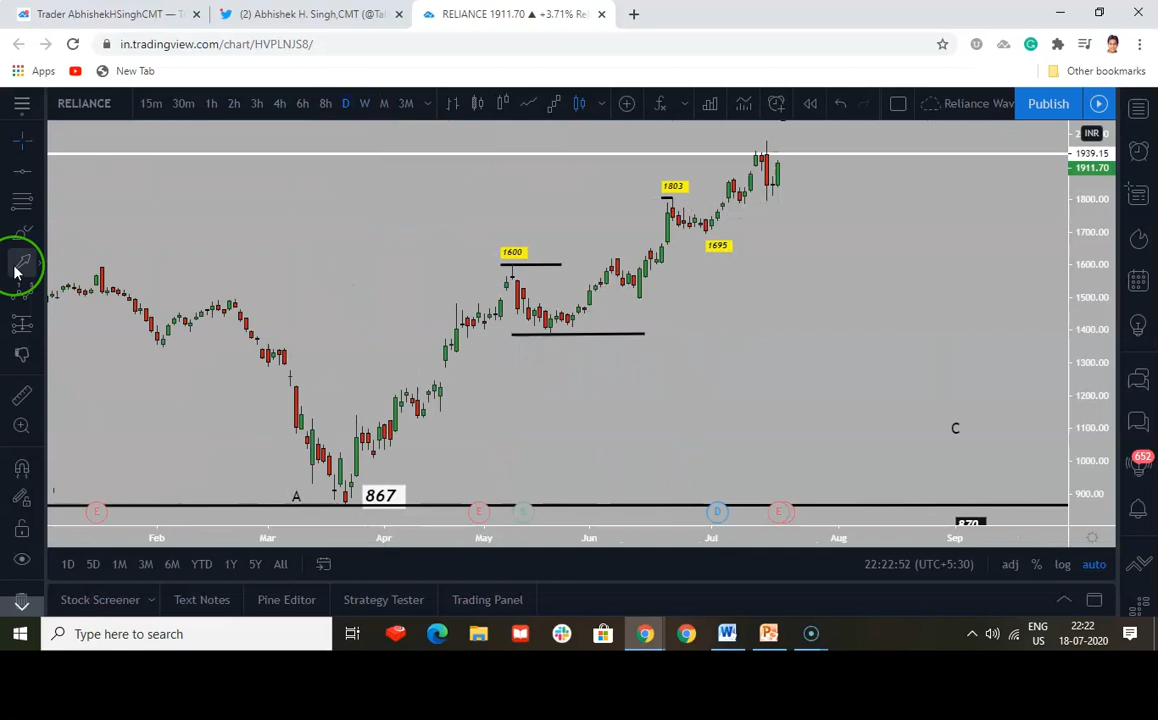 Trader AbhishekHSinghCMT — T
(2) Abhishek H. Singh,CMT (@Tal
RELIANCE 1911.70 ▲ +3.71% Rel
in.tradingview.com/chart/HVPLNJS8/
Apps
New Tab
Other bookmarks
RELIANCE
15m 30m 1h 2h 3h 4h 6h 8h D W M 3M
Reliance Wav
Publish
INR
1939.15
1911.70
1803
1800.00
1695
1700.00
1600
1600.00
1500.00
1400.00
1300.00
1200.00
1100.00
C
1000.00
A
867
900.00
E
E
S
D
E
870
Feb Mar Apr May Jun Jul Aug Sep
652
1D 5D 1M 3M 6M YTD 1Y 5Y All
22:22:52 (UTC+5:30)
adj % log auto
Stock Screener Text Notes Pine Editor Strategy Tester Trading Panel
Type here to search
ENG
US
22:22
18-07-2020